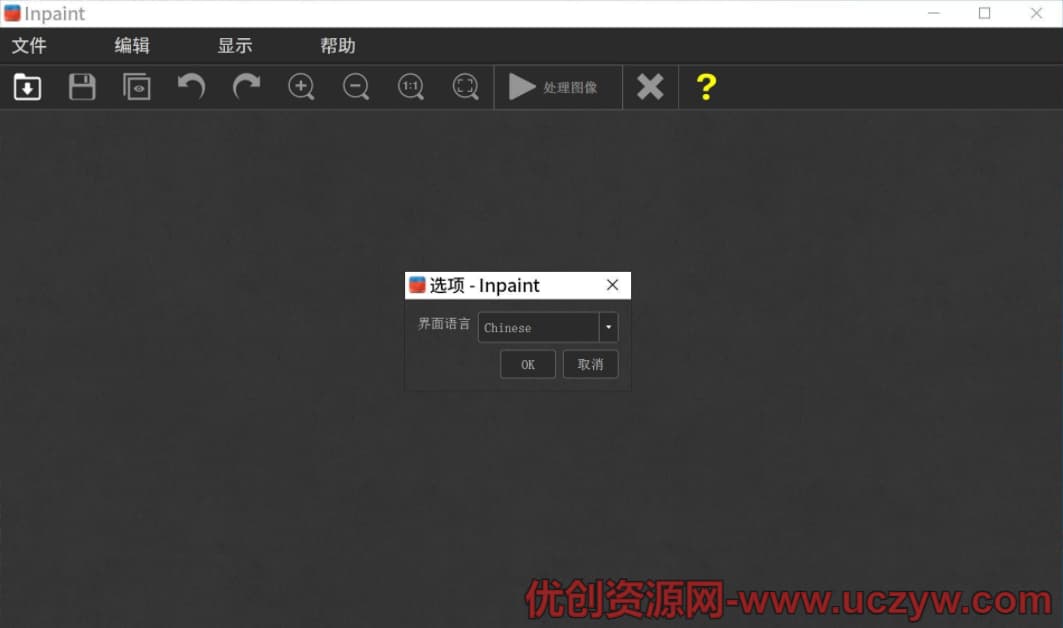 Inpaint
文件 编辑 显示 帮助
1:1 处理图像 ?
选项 - Inpaint
界面语言 Chinese
OK 取消
优创资源网-www.uczyw.com